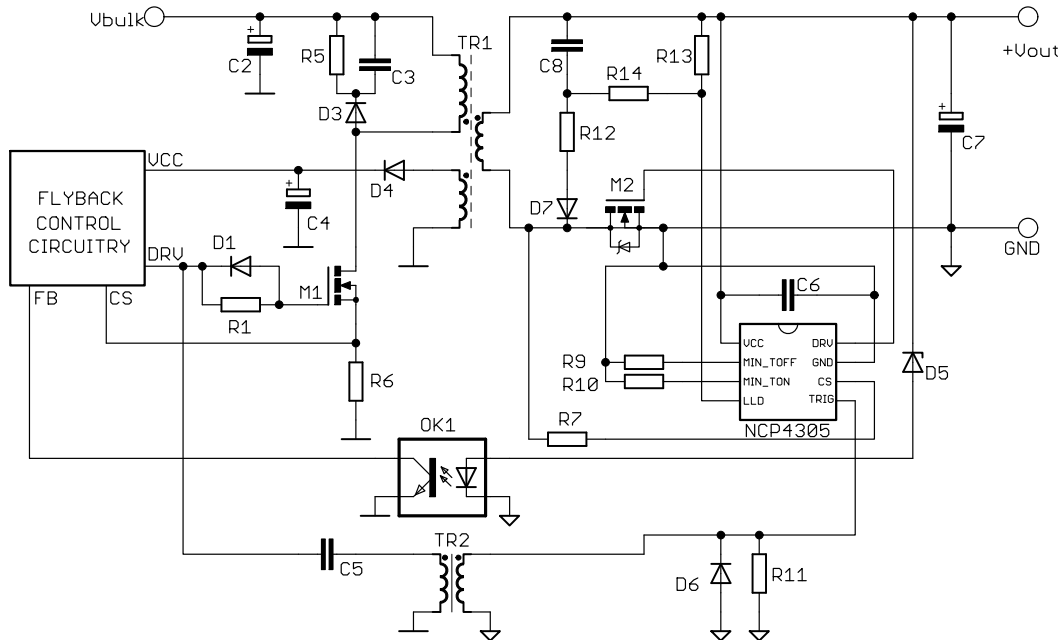 Vbulk
C2
R5
C3
D3
TR1
C8
R14
R13
+Vout
R12
C7
VCC
FLYBACK
CONTROL
CIRCUITRY
DRV
FB
CS
D4
C4
D1
R1
M1
R6
D7
M2
GND
C6
R9
R10
R7
VCC
MIN_TOFF
MIN_TON
LLD
DRV
GND
CS
TRIG
NCP4305
D5
OK1
C5
TR2
D6
R11
+
+
+